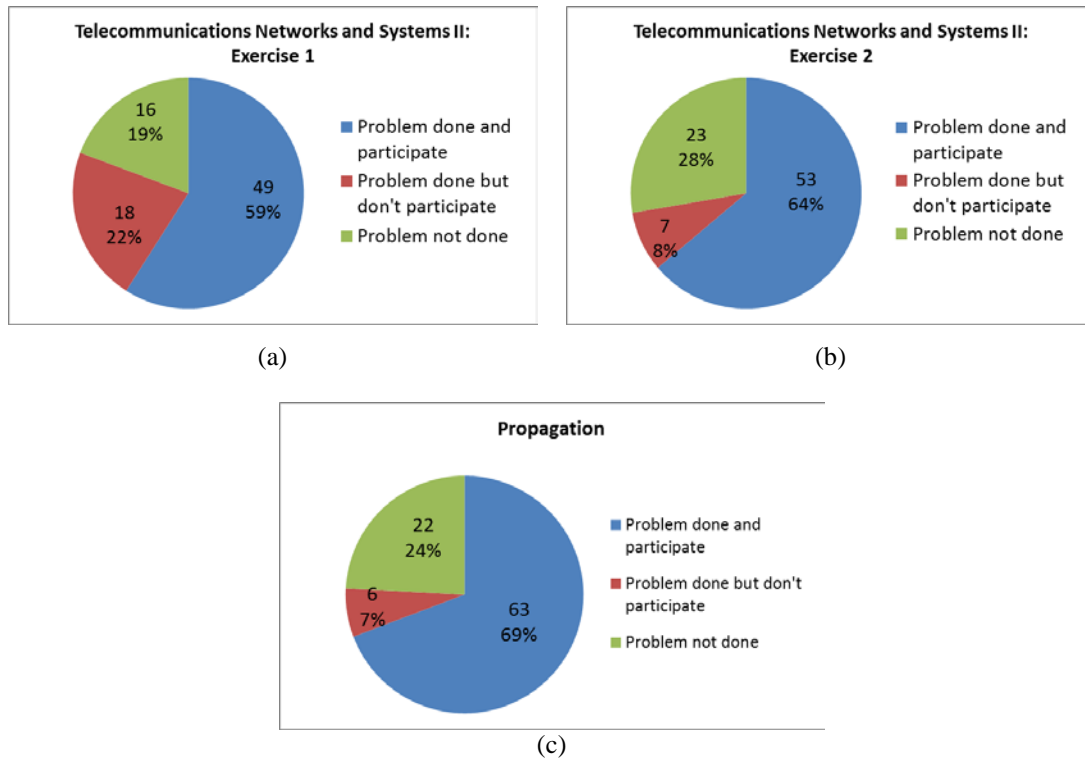 Telecommunications Networks and Systems II:
Exercise 1
16
19%
18
22%
49
59%
Problem done and
participate
Problem done but
don't participate
Problem not done
(a)
Telecommunications Networks and Systems II:
Exercise 2
23
28%
7
8%
53
64%
Problem done and
participate
Problem done but
don't participate
Problem not done
(b)
Propagation
22
24%
6
7%
63
69%
Problem done and
participate
Problem done but don't
participate
Problem not done
(c)